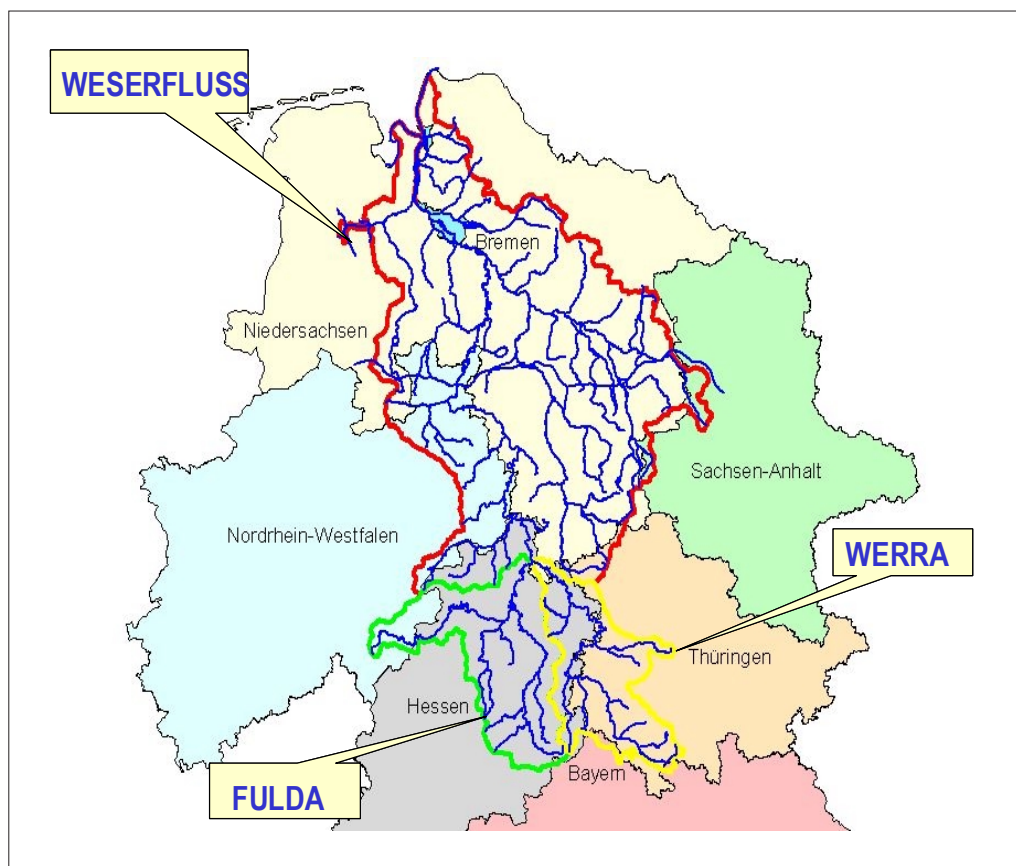 WESERFLUSS
Bremen
Niedersachsen
Sachsen-Anhalt
Nordrhein-Westfalen
WERRA
Thüringen
Hessen
Bayern
FULDA